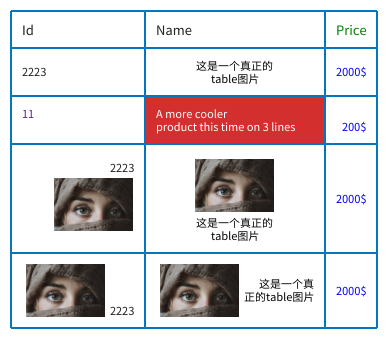 Id Name Price
2223 这是一个真正的 2000$
table图片
11 A more cooler
product this time on 3 lines 200$
2223
2000$
这是一个真正的
table图片
这是一个真
正的table图片 2000$
2223